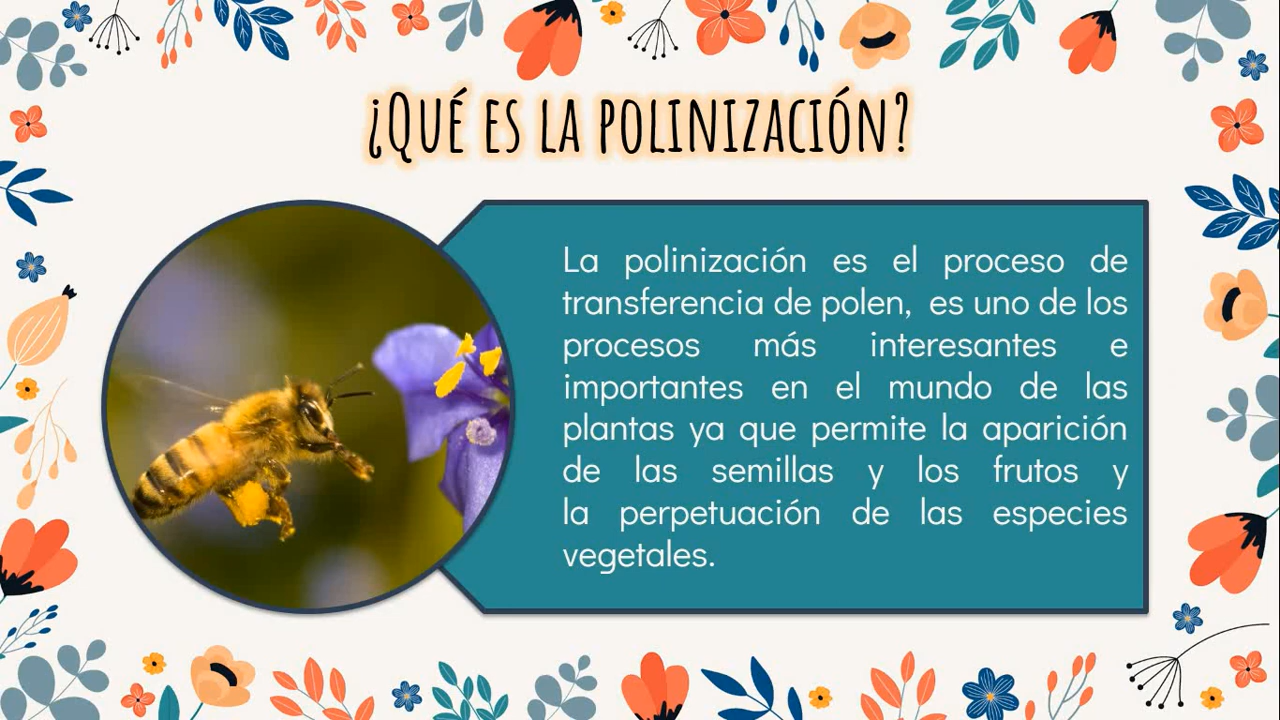 ¿QUÉ ES LA POLINIZACIÓN?
La polinización es el proceso de
transferencia de polen, es uno de los
procesos más interesantes e
importantes en el mundo de las
plantas ya que permite la aparición
de las semillas y los frutos y
la perpetuación de las especies
vegetales.